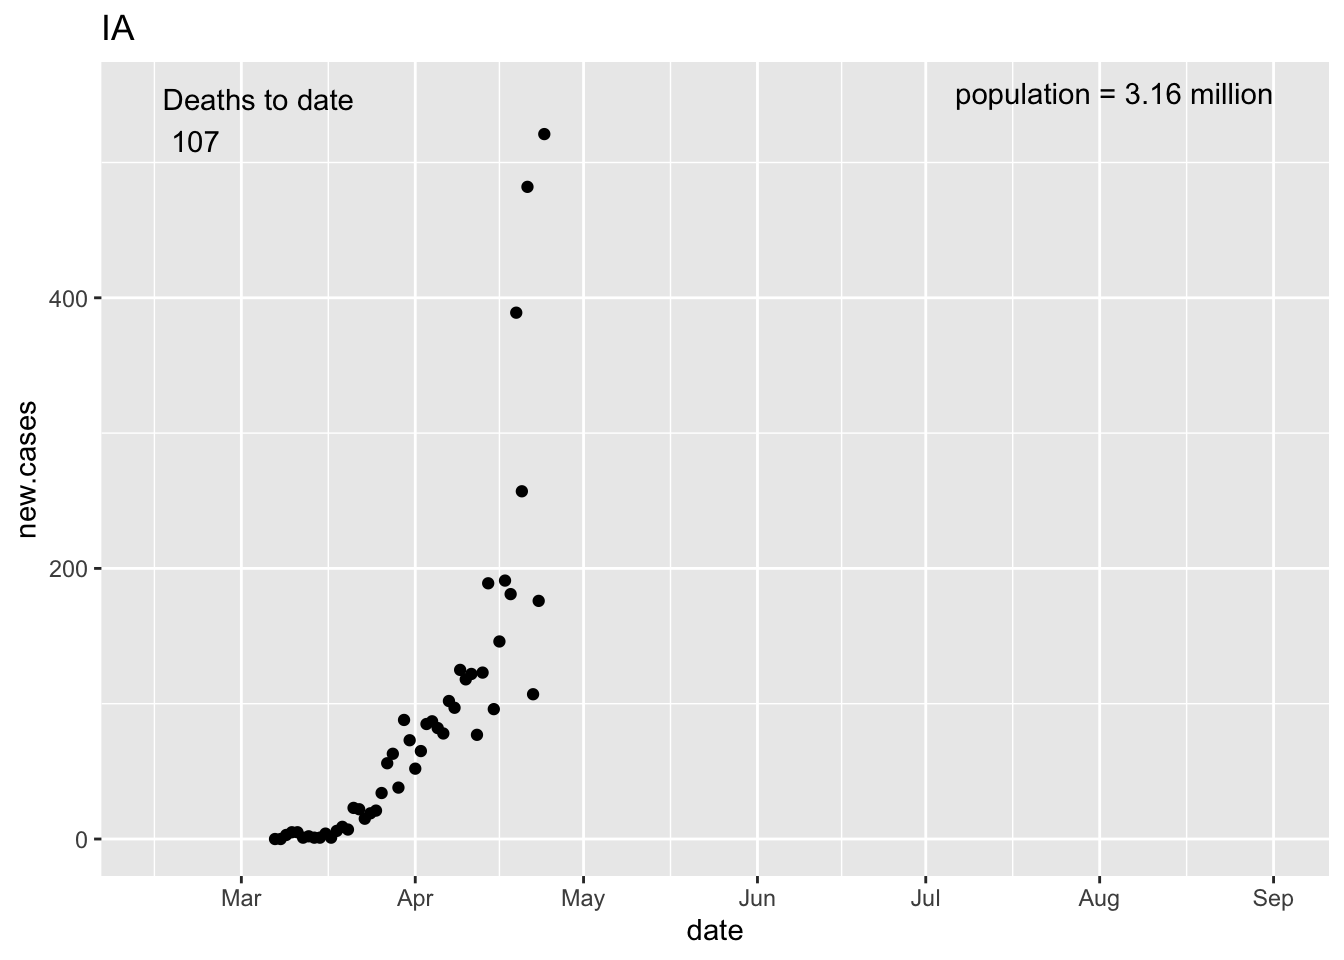 IA
Deaths to date
107
population = 3.16 million
new.cases
400
200
0
Mar
Apr
May
Jun
Jul
Aug
Sep
date